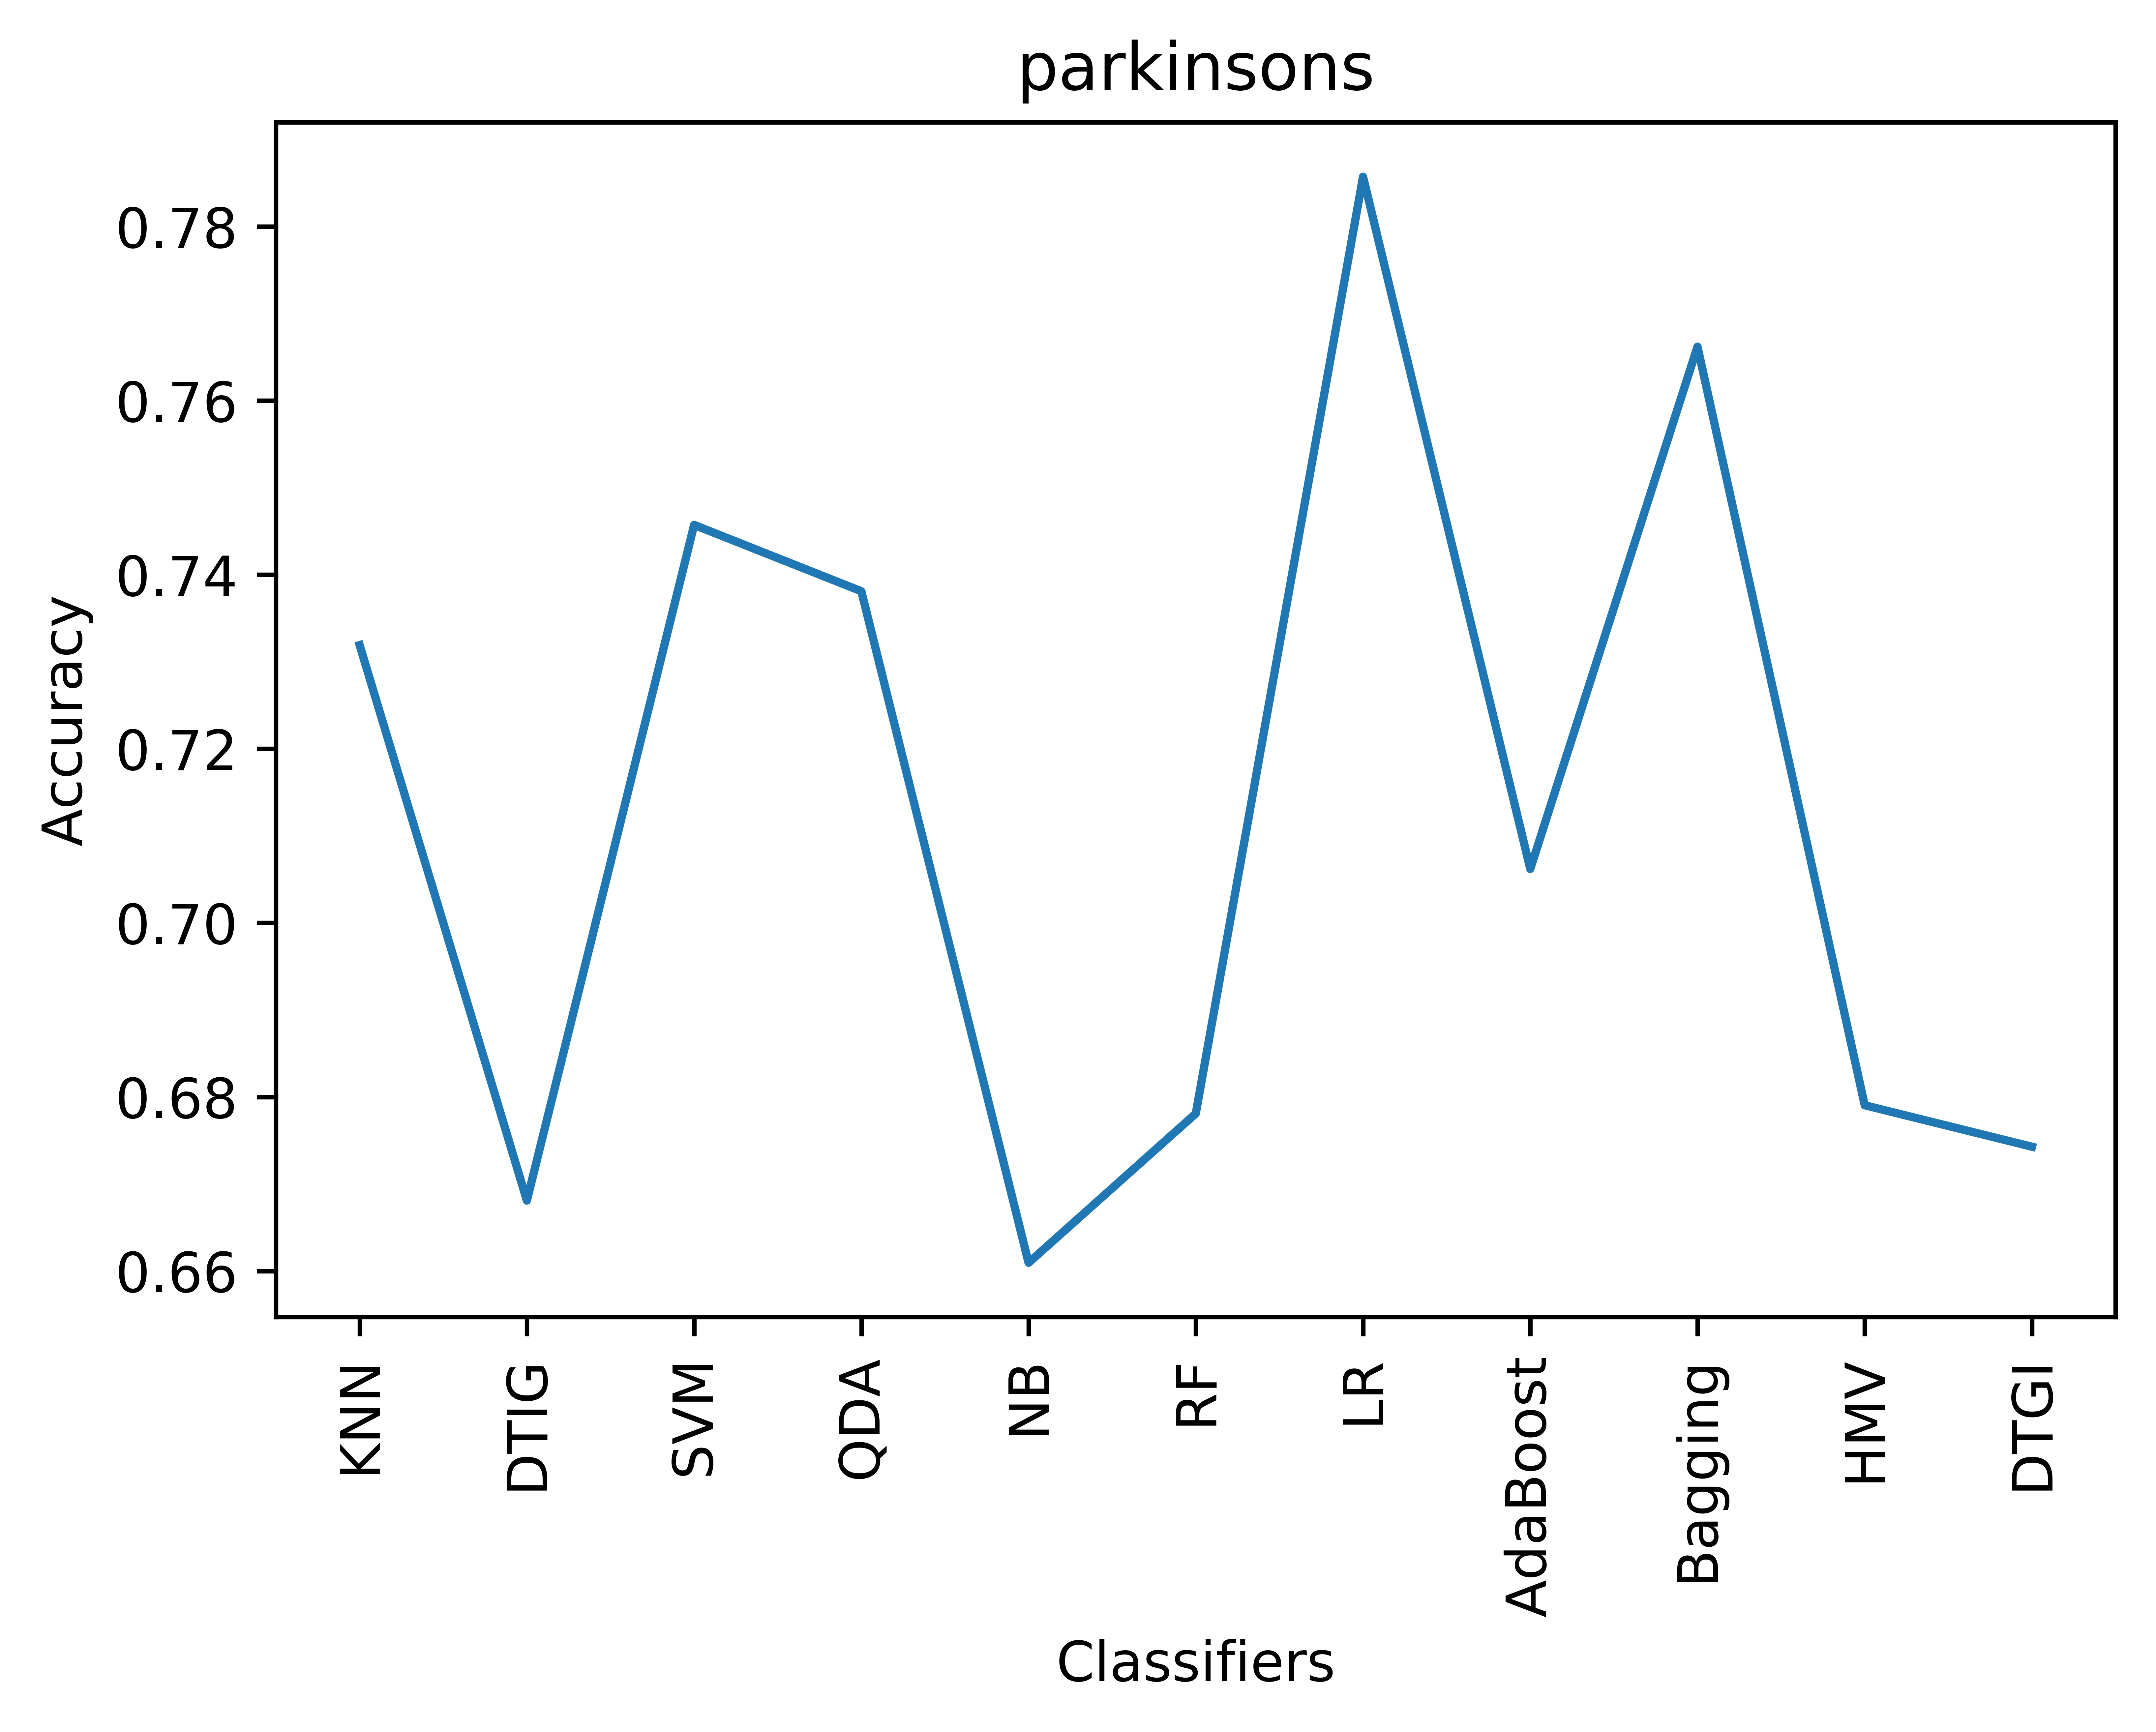 parkinsons
0.78
0.76
0.74
0.72
0.70
0.68
0.66
Accuracy
KNN
DTIG
SVM
QDA
NB
RF
LR
AdaBoost
Bagging
HMV
DTGI
Classifiers